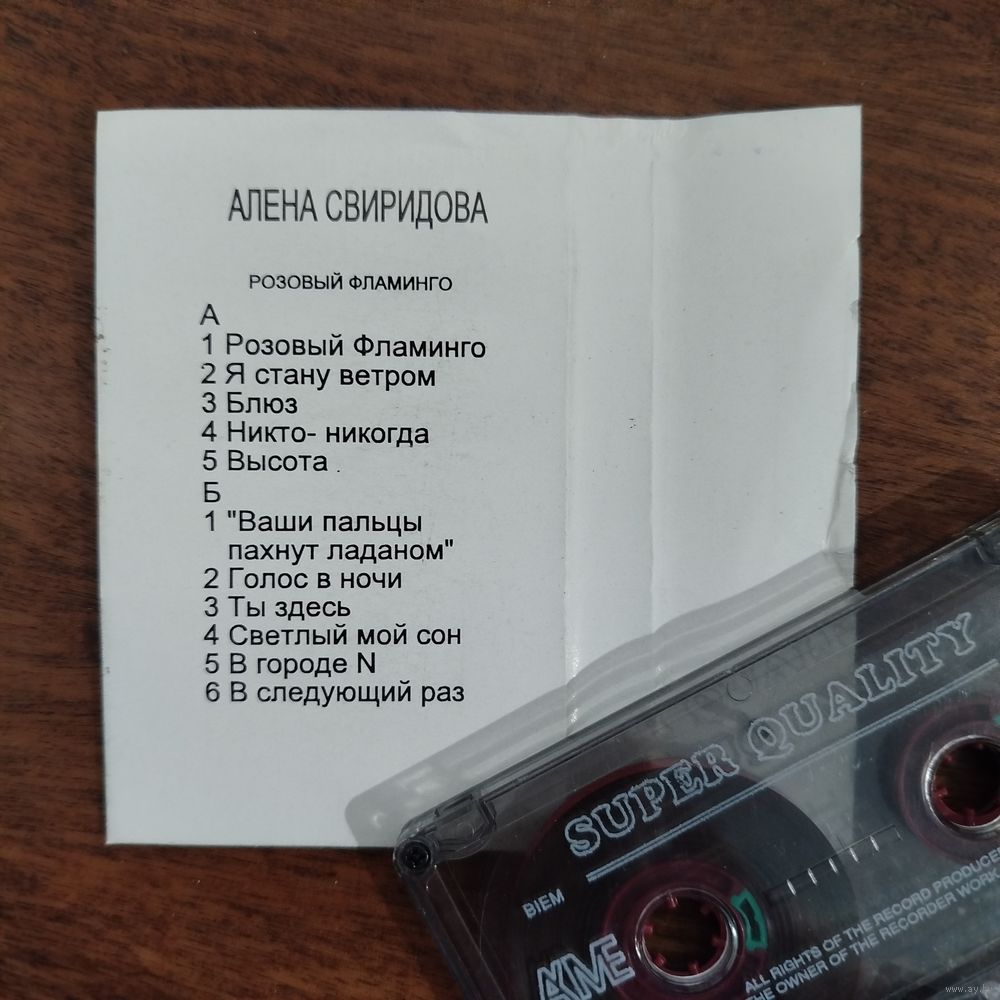 АЛЕНА СВИРИДОВА
РОЗОВЫЙ ФЛАМИНГО
А
1 Розовый Фламинго
2 Я стану ветром
3 Блюз
4 Никто- никогда
5 Высота
Б
1 "Ваши пальцы
пахнут ладаном"
2 Голос в ночи
3 Ты здесь
4 Светлый мой сон
5 В городе N
6 В следующий раз
SUPER QUALITY
BIEM
ALL RIGHTS OF THE RECORD PRODUCER
THE OWNER OF THE RECORDER WORK